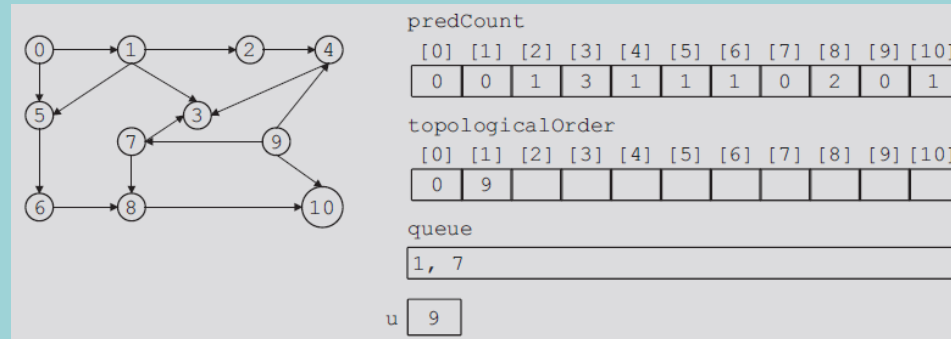 0 1 2 4
5 3
7 9
6 8 10
predCount
[0] [1] [2] [3] [4] [5] [6] [7] [8] [9] [10]
0 0 1 3 1 1 1 0 2 0 1
topologicalOrder
[0] [1] [2] [3] [4] [5] [6] [7] [8] [9] [10]
0 9
queue
1, 7
u 9